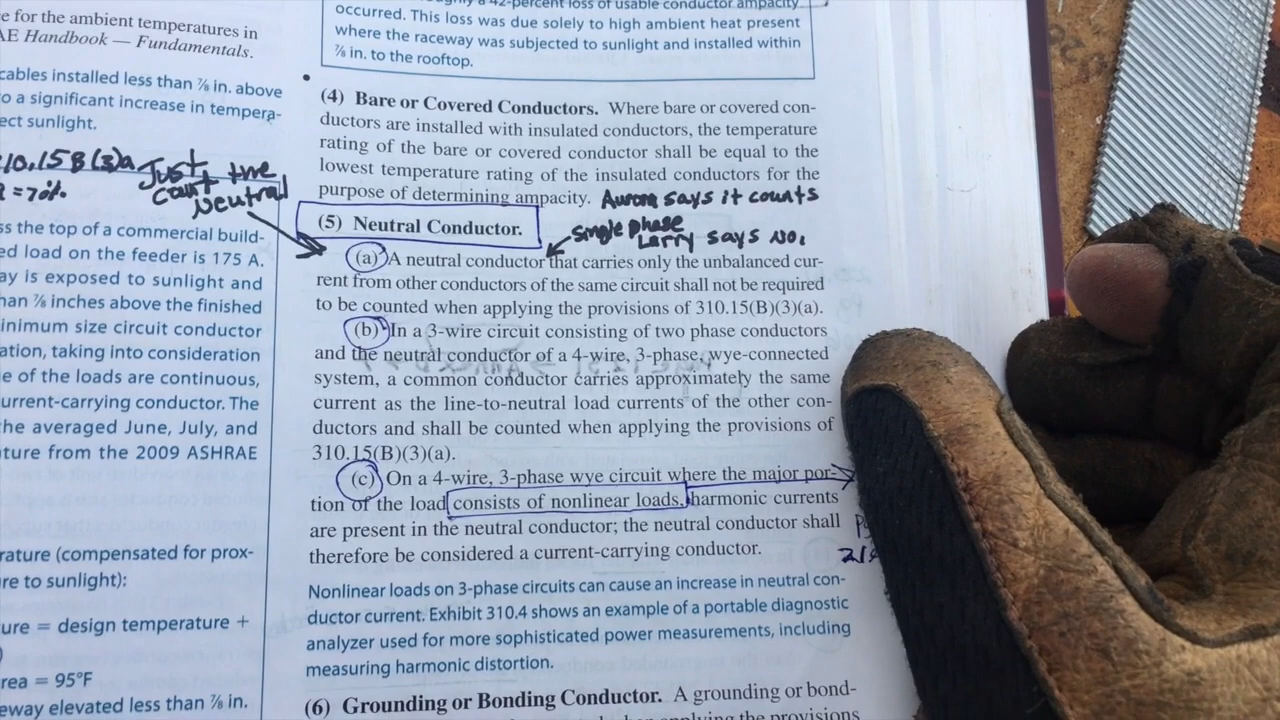 e for the ambient temperatures in
AE Handbook — Fundamentals.
cables installed less than ⅞ in. above
o a significant increase in tempera-
ect sunlight.
10.15B(3)a
=70%
Just count the Neutral
ss the top of a commercial build-
ed load on the feeder is 175 A.
ay is exposed to sunlight and
han ⅞ inches above the finished
inimum size circuit conductor
ation, taking into consideration
e of the loads are continuous,
urrent-carrying conductor. The
he averaged June, July, and
ture from the 2009 ASHRAE
rature (compensated for prox-
re to sunlight):
ure = design temperature +
)
rea = 95°F
eway elevated less than ⅞ in.
a 42-percent loss of usable conductor ampacity
occurred. This loss was due solely to high ambient heat present
where the raceway was subjected to sunlight and installed within
⅞ in. to the rooftop.
(4) Bare or Covered Conductors. Where bare or covered con-
ductors are installed with insulated conductors, the temperature
rating of the bare or covered conductor shall be equal to the
lowest temperature rating of the insulated conductors for the
purpose of determining ampacity. Aurora says it counts
(5) Neutral Conductor. single phase
Larry says No.
(a) A neutral conductor that carries only the unbalanced cur-
rent from other conductors of the same circuit shall not be required
to be counted when applying the provisions of 310.15(B)(3)(a).
(b) In a 3-wire circuit consisting of two phase conductors
and the neutral conductor of a 4-wire, 3-phase, wye-connected
system, a common conductor carries approximately the same
current as the line-to-neutral load currents of the other con-
ductors and shall be counted when applying the provisions of
310.15(B)(3)(a).
(c) On a 4-wire, 3-phase wye circuit where the major por-
tion of the load consists of nonlinear loads, harmonic currents
are present in the neutral conductor; the neutral conductor shall
therefore be considered a current-carrying conductor.
Nonlinear loads on 3-phase circuits can cause an increase in neutral con-
ductor current. Exhibit 310.4 shows an example of a portable diagnostic
analyzer used for more sophisticated power measurements, including
measuring harmonic distortion.
(6) Grounding or Bonding Conductor. A grounding or bond-
applying the provisions